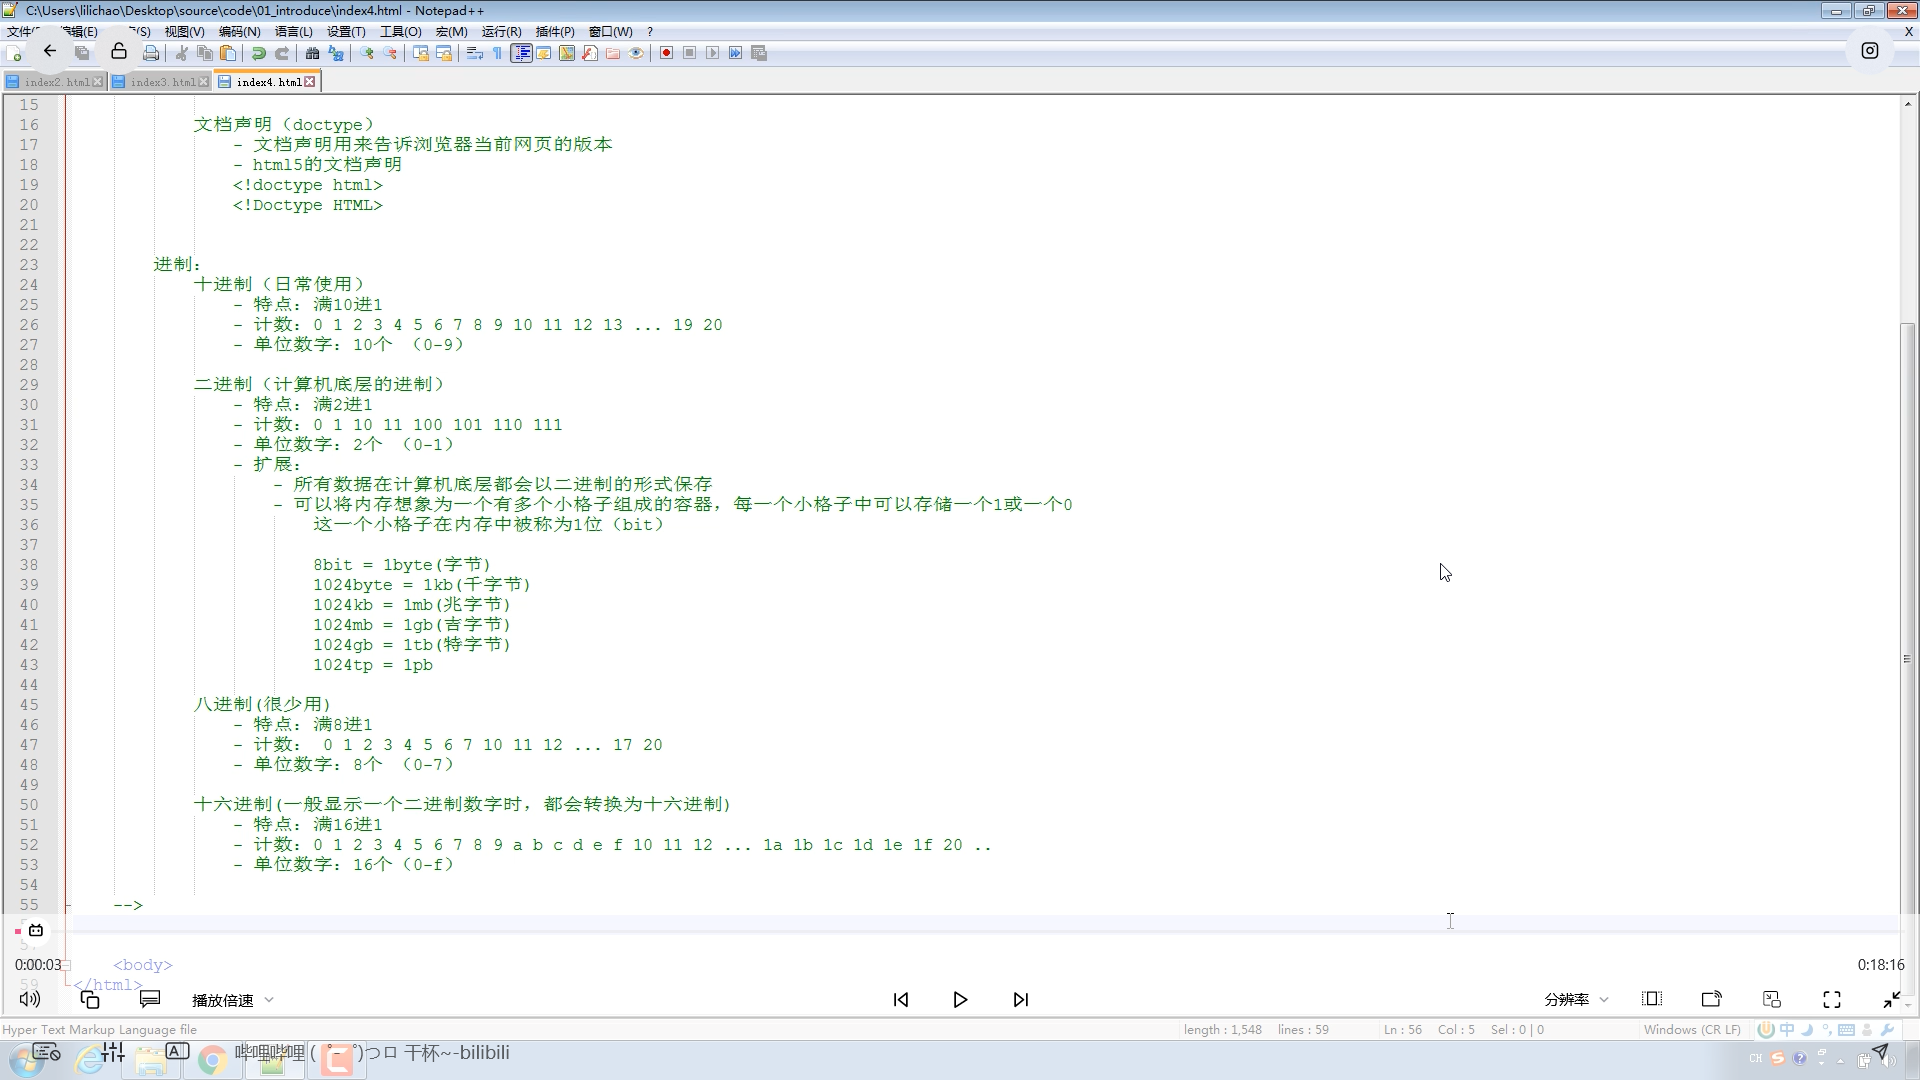 C:\Users\lilichao\Desktop\source\code\01_introduce\index4.html - Notepad++
视图(V) 编码(N) 语言(L) 设置(T) 工具(O) 宏(M) 运行(R) 插件(P) 窗口(W) ? X
index2.html index3.html index4.html
15
16 文档声明（doctype）
17 - 文档声明用来告诉浏览器当前网页的版本
18 - html5的文档声明
19 <!doctype html>
20 <!Doctype HTML>
21
22
23 进制：
24 十进制（日常使用）
25 - 特点：满10进1
26 - 计数：0 1 2 3 4 5 6 7 8 9 10 11 12 13 ... 19 20
27 - 单位数字：10个 （0-9）
28
29 二进制（计算机底层的进制）
30 - 特点：满2进1
31 - 计数：0 1 10 11 100 101 110 111
32 - 单位数字：2个 （0-1）
33 - 扩展：
34 - 所有数据在计算机底层都会以二进制的形式保存
35 - 可以将内存想象为一个有多个小格子组成的容器，每一个小格子中可以存储一个1或一个0
36 这一个小格子在内存中被称为1位（bit）
37
38 8bit = 1byte(字节)
39 1024byte = 1kb(千字节)
40 1024kb = 1mb(兆字节)
41 1024mb = 1gb(吉字节)
42 1024gb = 1tb(特字节)
43 1024tp = 1pb
44
45 八进制(很少用)
46 - 特点：满8进1
47 - 计数： 0 1 2 3 4 5 6 7 10 11 12 ... 17 20
48 - 单位数字：8个 （0-7）
49
50 十六进制(一般显示一个二进制数字时，都会转换为十六进制)
51 - 特点：满16进1
52 - 计数：0 1 2 3 4 5 6 7 8 9 a b c d e f 10 11 12 ... 1a 1b 1c 1d 1e 1f 20 ..
53 - 单位数字：16个（0-f）
54
55 -->
0:00:03 <body> 0:18:16
59 </html>
播放倍速 分辨率
Hyper Text Markup Language file length : 1,548 lines : 59 Ln : 56 Col : 5 Sel : 0 | 0 Windows (CR LF) 中
哔哩哔哩 ( ゜- ゜)つロ 干杯~-bilibili CH